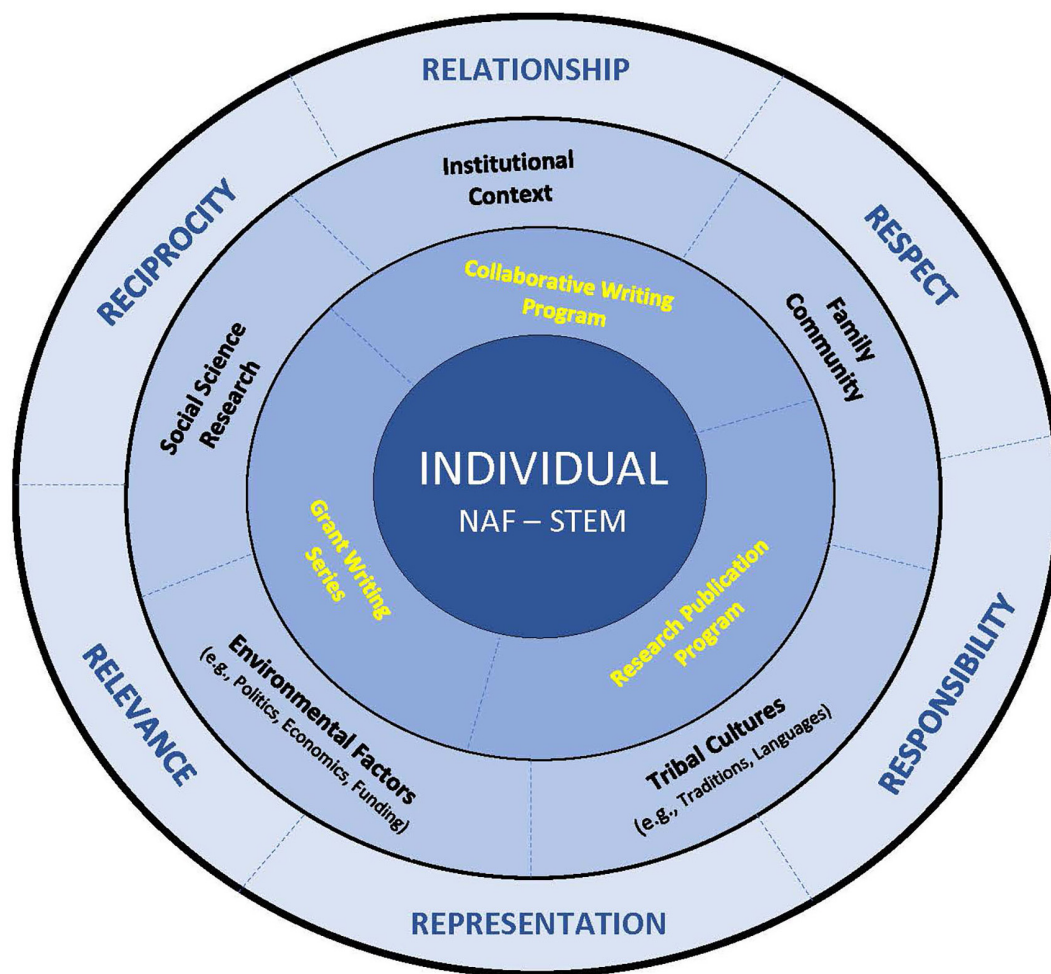 RELATIONSHIP
RESPECT
RESPONSIBILITY
REPRESENTATION
RELEVANCE
RECIPROCITY
Institutional
Context
Family
Community
Tribal Cultures
(e.g., Traditions, Languages)
Environmental Factors
(e.g., Politics, Economics, Funding)
Social Science
Research
Collaborative Writing
Program
Research Publication
Program
Grant Writing
Series
INDIVIDUAL
NAF – STEM